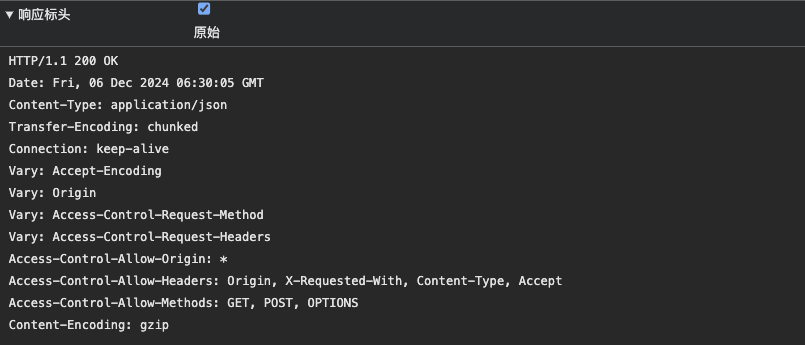 ▼ 响应标头
原始
HTTP/1.1 200 OK
Date: Fri, 06 Dec 2024 06:30:05 GMT
Content-Type: application/json
Transfer-Encoding: chunked
Connection: keep-alive
Vary: Accept-Encoding
Vary: Origin
Vary: Access-Control-Request-Method
Vary: Access-Control-Request-Headers
Access-Control-Allow-Origin: *
Access-Control-Allow-Headers: Origin, X-Requested-With, Content-Type, Accept
Access-Control-Allow-Methods: GET, POST, OPTIONS
Content-Encoding: gzip